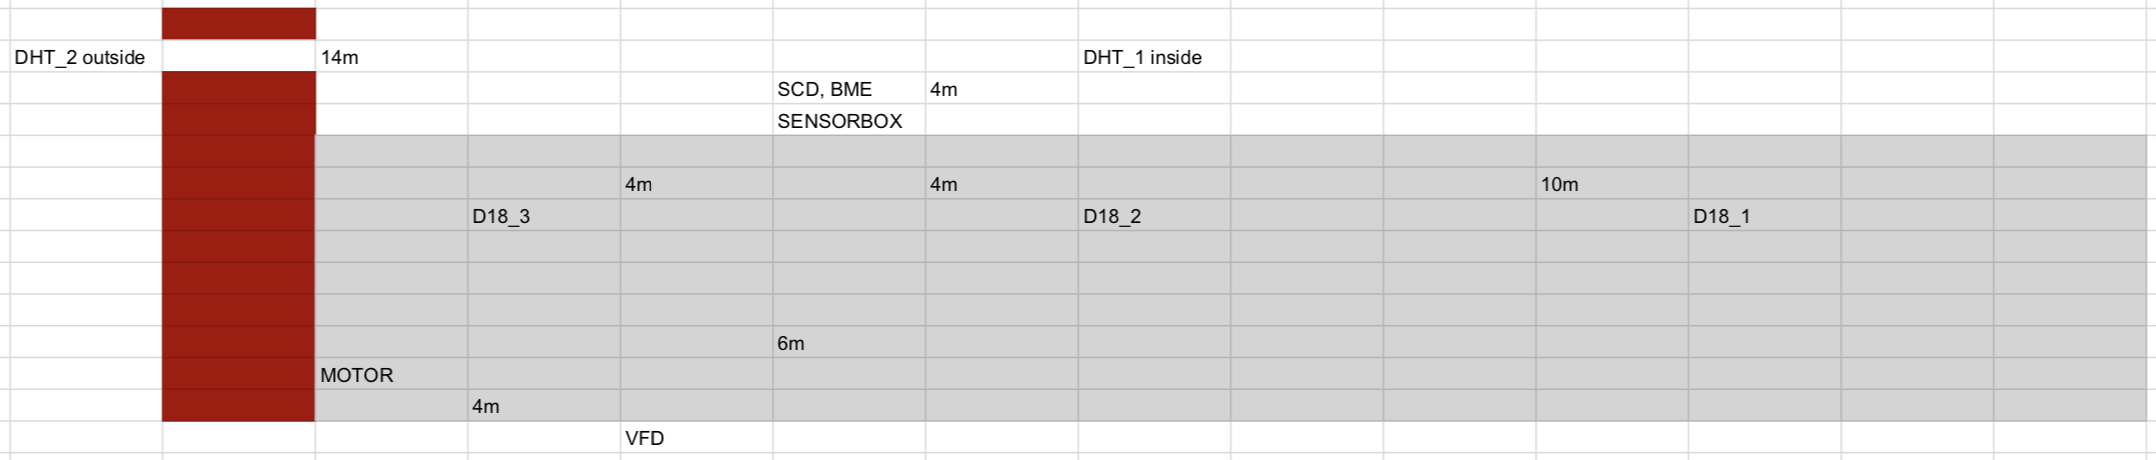 DHT_2 outside 14m DHT_1 inside
SCD, BME 4m
SENSORBOX
4m 4m 10m
D18_3 D18_2 D18_1
6m
MOTOR
4m
VFD